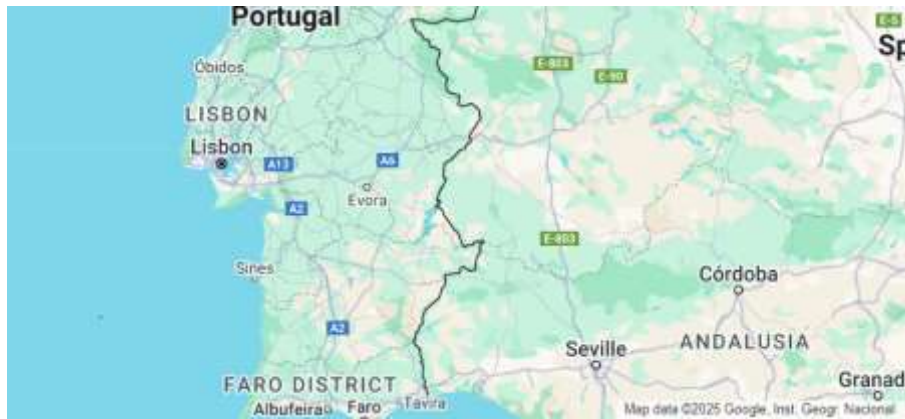 Portugal
E-5
Sp
Óbidos
E-803
E-90
LISBON
Lisbon
A13
A6
Evora
A2
E-803
Sines
Córdoba
A2
Seville
ANDALUSIA
FARO DISTRICT
Granad
Albufeira
Faro
Tavira
Map data ©2025 Google, Inst. Geogr. Nacional